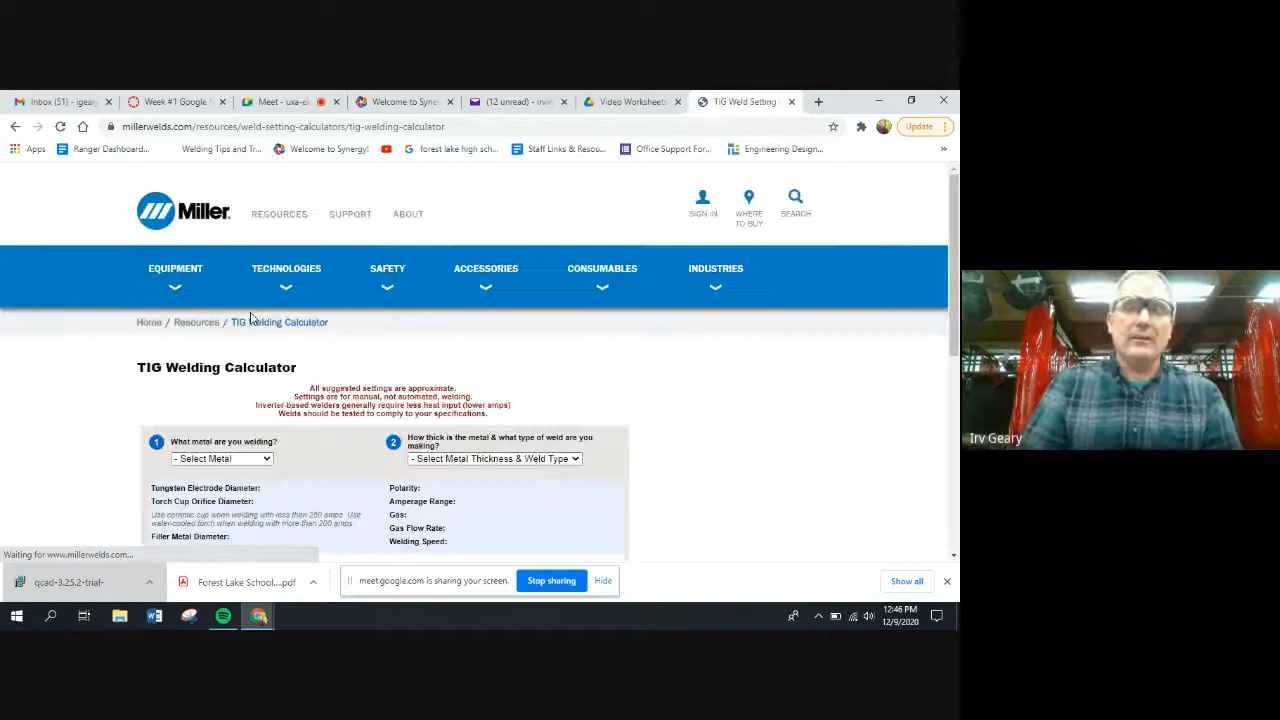 Inbox (51) - igeary
Week #1 Google
Meet - uxa-ek
Welcome to Syner
(12 unread) - irvin
Video Worksheets
TIG Weld Setting
millerwelds.com/resources/weld-setting-calculators/tig-welding-calculator
Update
Apps
Ranger Dashboard...
Welding Tips and Tr...
Welcome to Synergy!
forest lake high sch...
Staff Links & Resou...
Office Support For...
Engineering Design...
Miller.
RESOURCES
SUPPORT
ABOUT
SIGN IN
WHERE
TO BUY
SEARCH
EQUIPMENT
TECHNOLOGIES
SAFETY
ACCESSORIES
CONSUMABLES
INDUSTRIES
Home / Resources / TIG Welding Calculator
TIG Welding Calculator
All suggested settings are approximate.
Settings are for manual, not automated, welding.
Inverter-based welders generally require less heat input (lower amps)
Welds should be tested to comply to your specifications.
1 What metal are you welding?
- Select Metal
2 How thick is the metal & what type of weld are you
making?
- Select Metal Thickness & Weld Type
Tungsten Electrode Diameter:
Torch Cup Orifice Diameter:
Use ceramic cup when welding with less than 250 amps. Use
water-cooled torch when welding with more than 200 amps.
Filler Metal Diameter:
Polarity:
Amperage Range:
Gas:
Gas Flow Rate:
Welding Speed:
Waiting for www.millerwelds.com...
qcad-3.25.2-trial-
Forest Lake School....pdf
meet.google.com is sharing your screen.
Stop sharing
Hide
Show all
12:46 PM
12/9/2020
Irv Geary